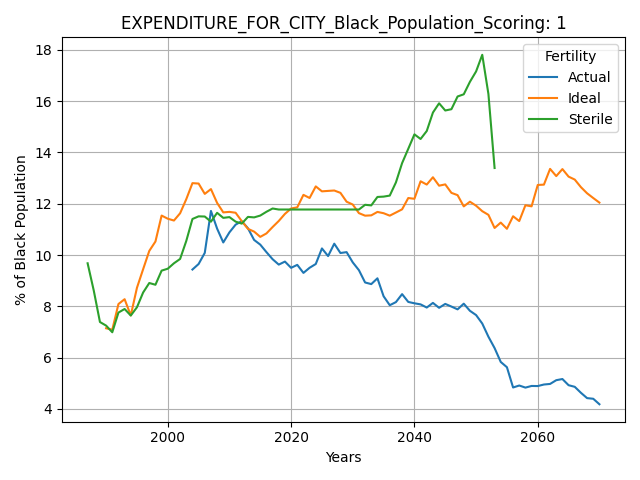 EXPENDITURE_FOR_CITY_Black_Population_Scoring: 1
Fertility
Actual
Ideal
Sterile
% of Black Population
18
16
14
12
10
8
6
4
2000 2020 2040 2060
Years